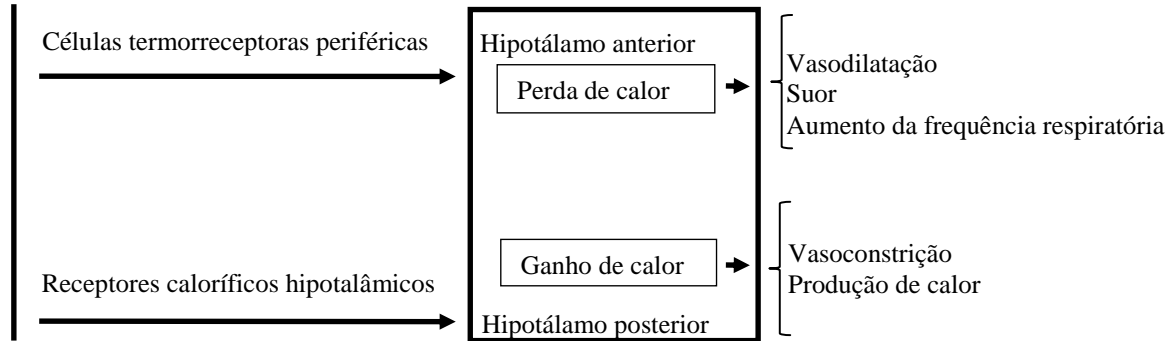 Células termorreceptoras periféricas
Hipotálamo anterior
Perda de calor
Vasodilatação
Suor
Aumento da frequência respiratória
Receptores caloríficos hipotalâmicos
Ganho de calor
Hipotálamo posterior
Vasoconstrição
Produção de calor